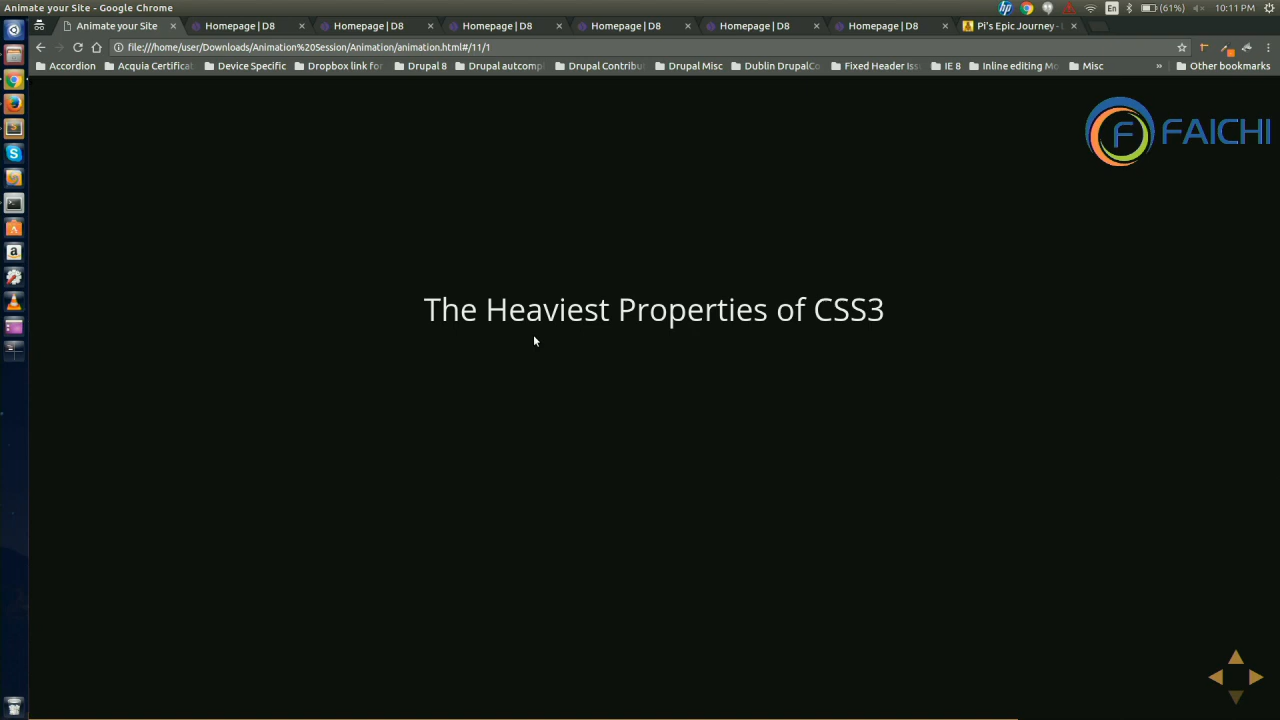 Animate your Site - Google Chrome
(61%) 10:11 PM
En
Animate your Site
Homepage | D8
Homepage | D8
Homepage | D8
Homepage | D8
Homepage | D8
Homepage | D8
Pi's Epic Journey -
file:///home/user/Downloads/Animation%20Session/Animation/animation.html#/11/1
Accordion
Acquia Certifica
Device Specific
Dropbox link for
Drupal 8
Drupal autcomp
Drupal Contribu
Drupal Misc
Dublin DrupalCo
Fixed Header Iss
IE 8
Inline editing Mo
Misc
»
Other bookmarks
F FAICHI
The Heaviest Properties of CSS3